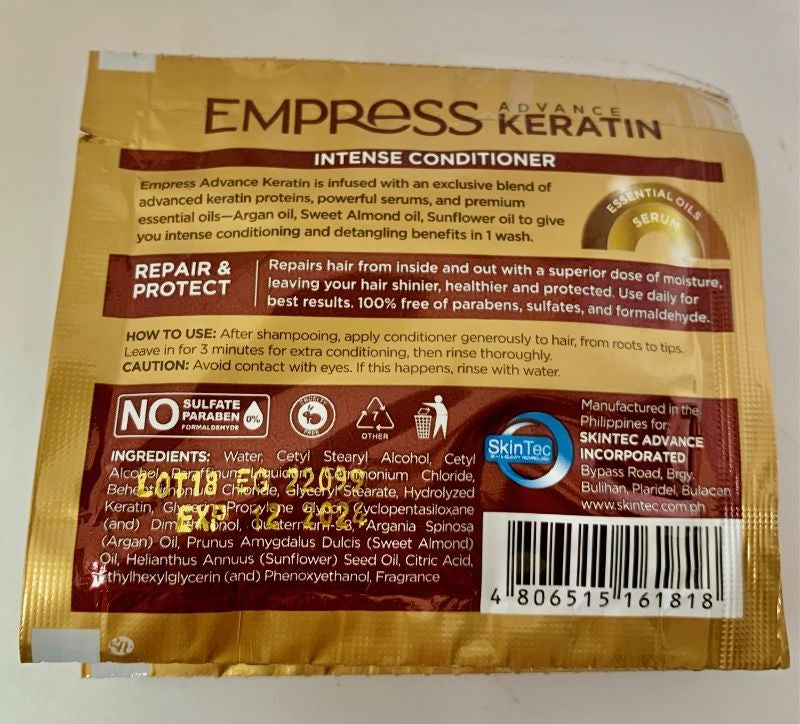 EMPRESS ADVANCE KERATIN
INTENSE CONDITIONER
Empress Advance Keratin is infused with an exclusive blend of
advanced keratin proteins, powerful serums, and premium
essential oils—Argan oil, Sweet Almond oil, Sunflower oil to give
you intense conditioning and detangling benefits in 1 wash.
ESSENTIAL OILS
SERUM
REPAIR &
PROTECT
Repairs hair from inside and out with a superior dose of moisture,
leaving your hair shinier, healthier and protected. Use daily for
best results. 100% free of parabens, sulfates, and formaldehyde.
HOW TO USE: After shampooing, apply conditioner generously to hair, from roots to tips.
Leave in for 3 minutes for extra conditioning, then rinse thoroughly.
CAUTION: Avoid contact with eyes. If this happens, rinse with water.
NO SULFATE
PARABEN
FORMALDEHYDE
0%
CRUELTY
FREE
7
OTHER
INGREDIENTS: Water, Cetyl Stearyl Alcohol, Cetyl
Alcohol, Paraffinum Chloride,
Chloride, Glyceryl Stearate, Hydrolyzed
Keratin, Propylene
(and) Argania Spinosa
(Argan) Oil, Prunus Amygdalus Dulcis (Sweet Almond)
Oil, Helianthus Annuus (Sunflower) Seed Oil, Citric Acid,
Ethylhexylglycerin (and) Phenoxyethanol, Fragrance
EXP 12 2024
SkinTec
Manufactured in the
Philippines for:
SKINTEC ADVANCE
INCORPORATED
Bypass Road, Brgy.
Bulihan, Plaridel, Bulacan
www.skintec.com.ph
4 806515 161818